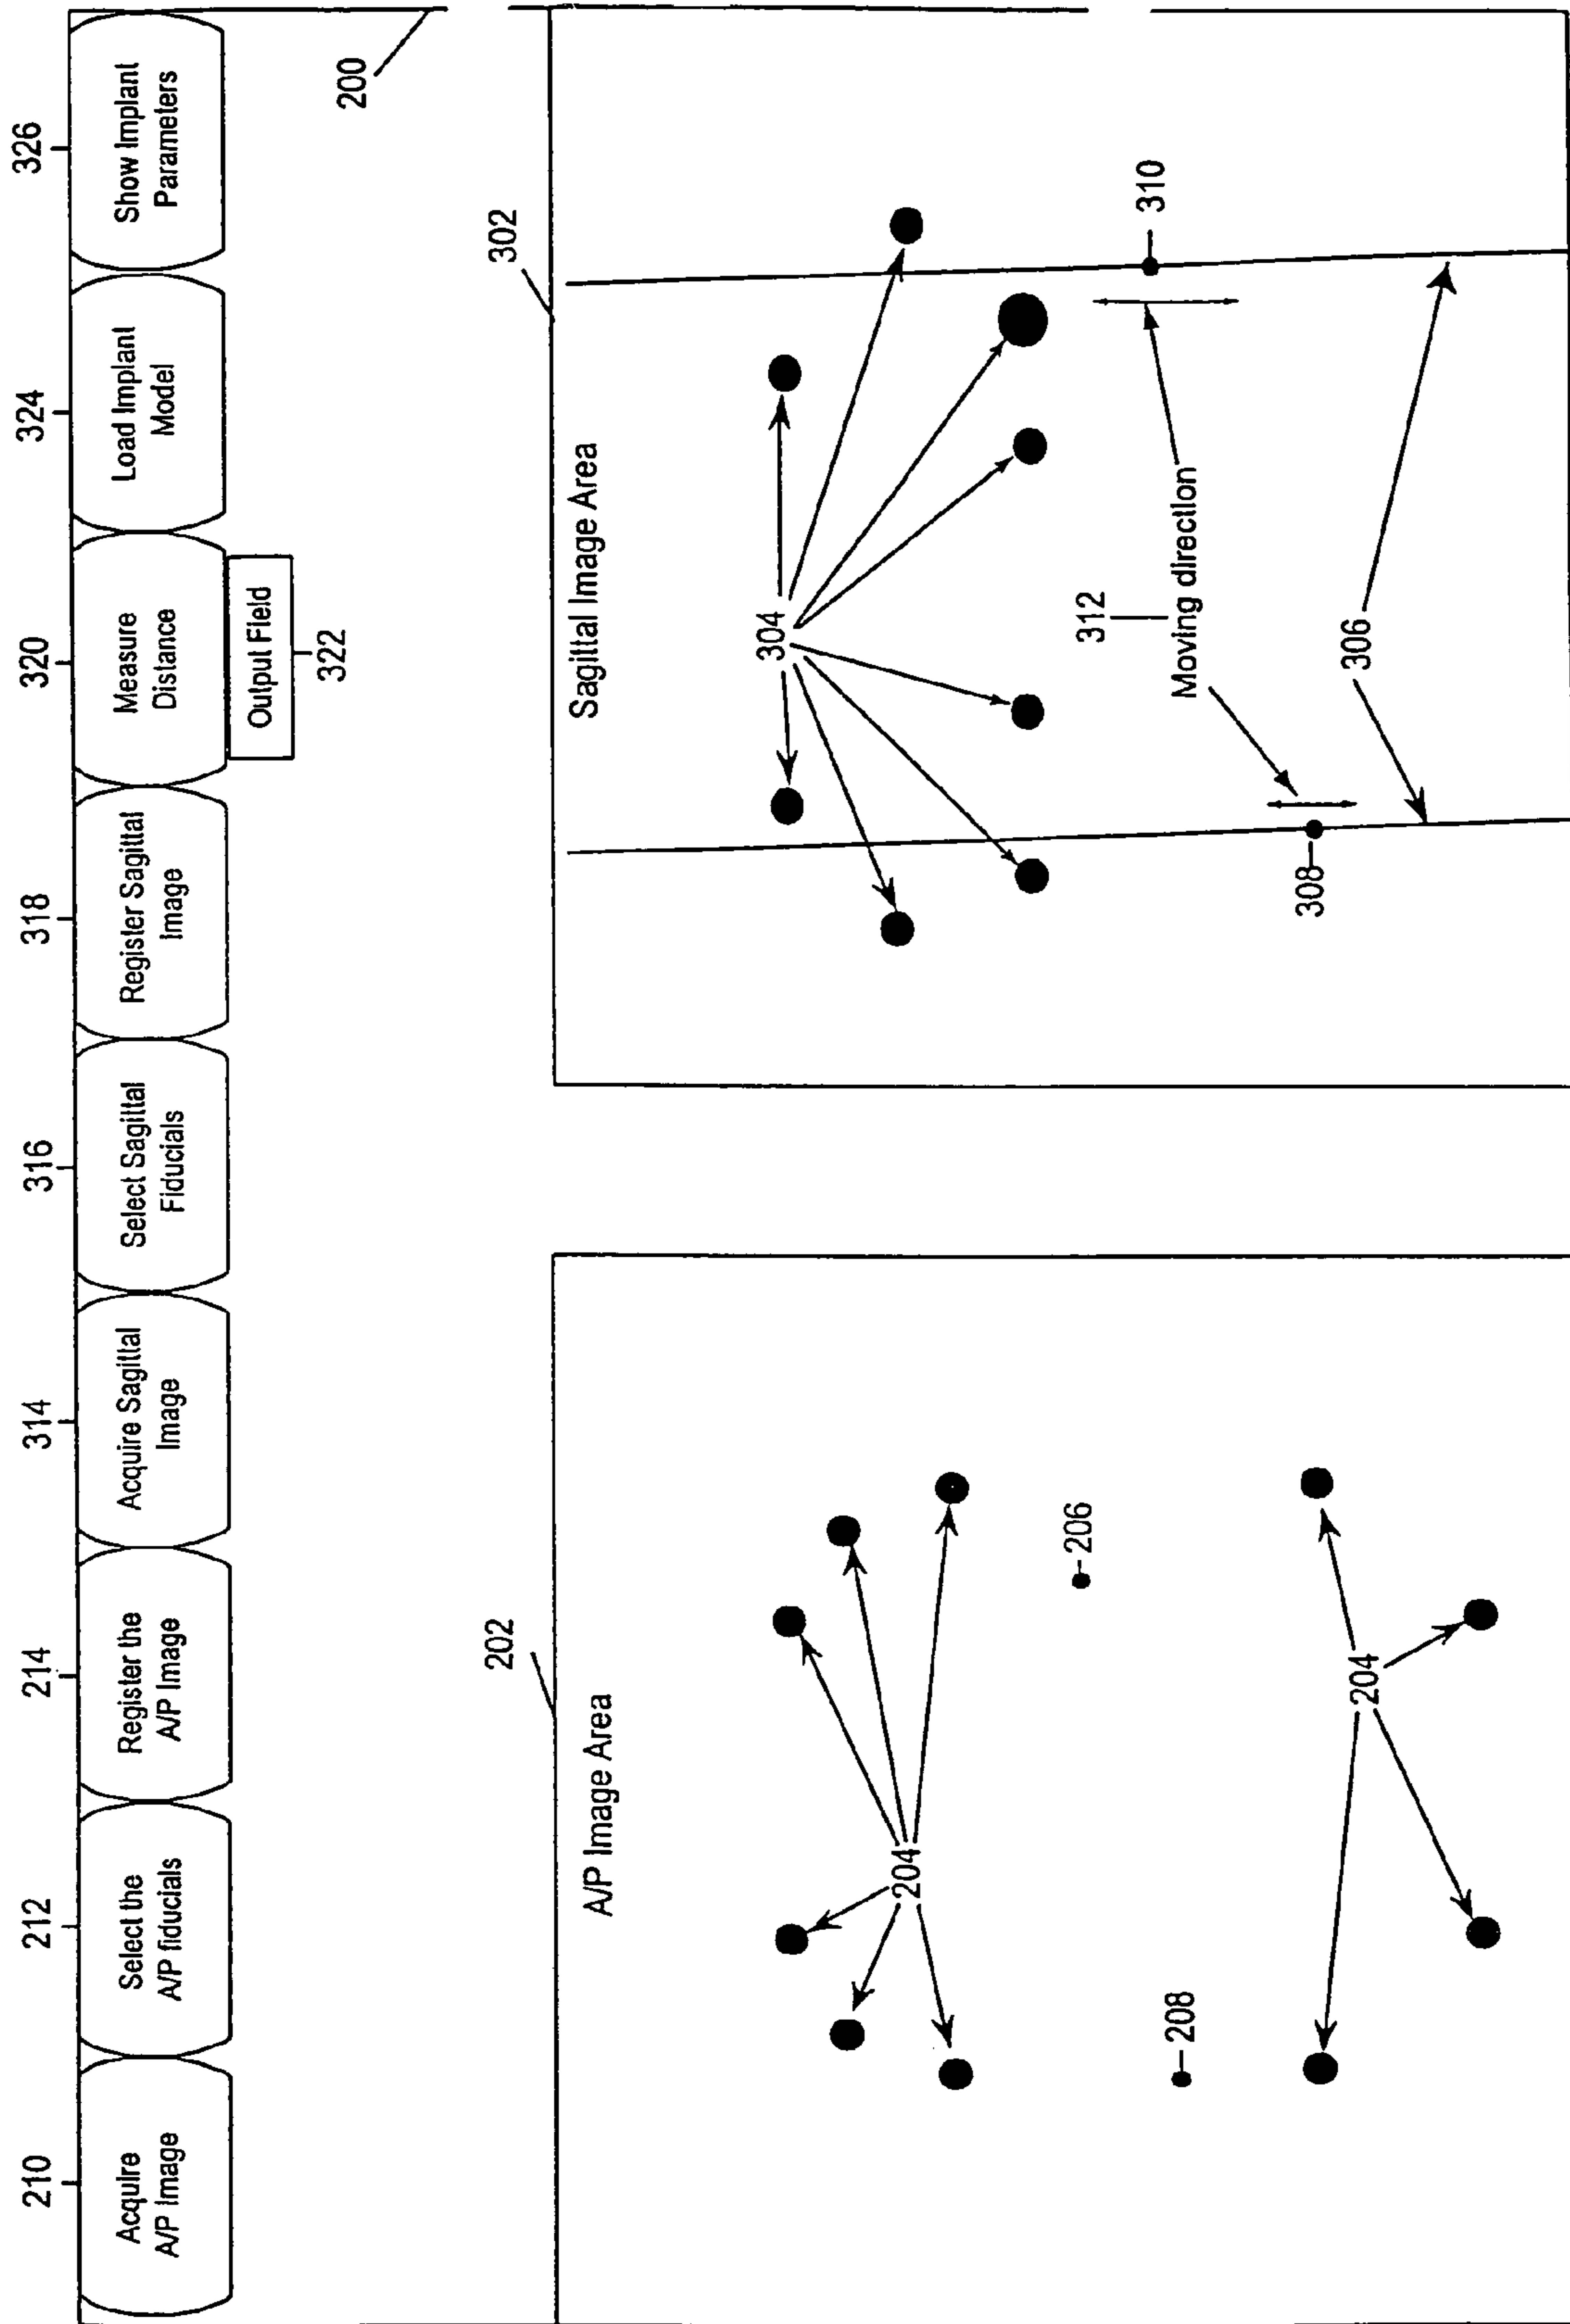 210
212
214
314
316
318
320
324
326
Acquire
A/P Image
Select the
A/P fiducials
Register the
A/P Image
Acquire Sagittal
Image
Select Sagittal
Fiducials
Register Sagittal
Image
Measure
Distance
Load Implant
Model
Show Implant
Parameters
Output Field
322
200
202
302
A/P Image Area
204
206
208
204
Sagittal Image Area
304
310
312
Moving direction
308
306